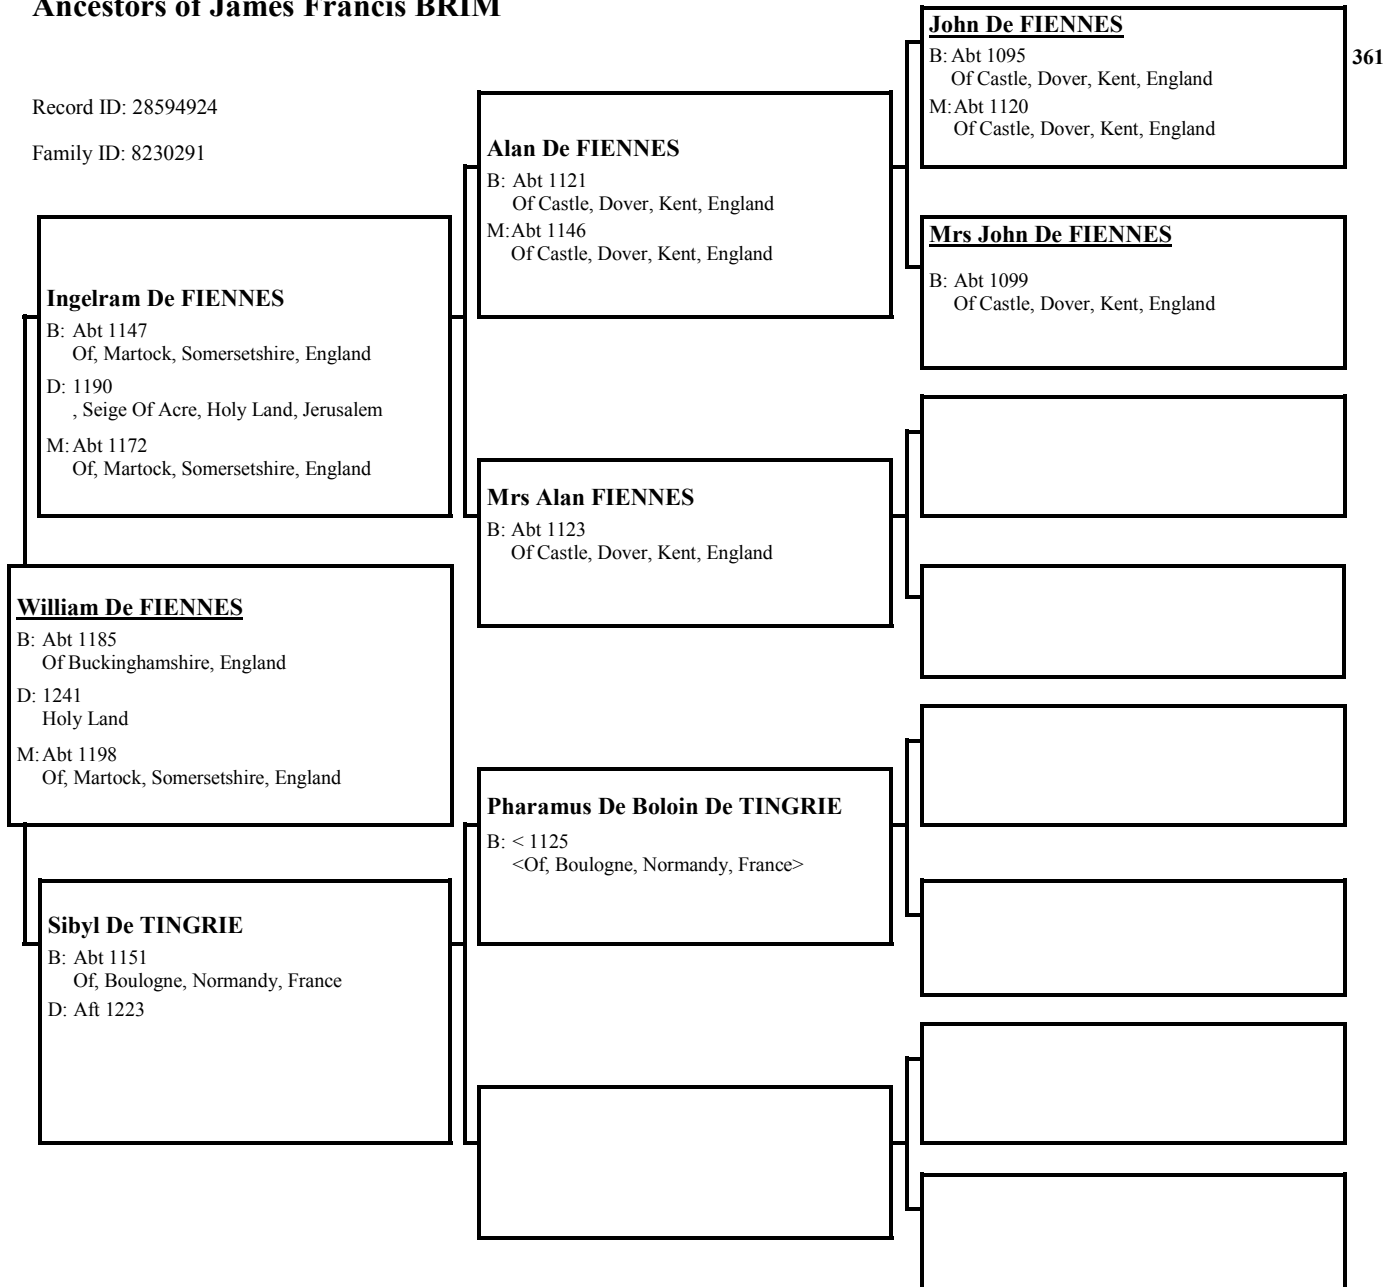 Ancestors of James Francis BRIM
Record ID: 28594924
Family ID: 8230291
361
John De FIENNES
B: Abt 1095
Of Castle, Dover, Kent, England
M: Abt 1120
Of Castle, Dover, Kent, England
Alan De FIENNES
B: Abt 1121
Of Castle, Dover, Kent, England
M: Abt 1146
Of Castle, Dover, Kent, England
Mrs John De FIENNES
B: Abt 1099
Of Castle, Dover, Kent, England
Ingelram De FIENNES
B: Abt 1147
Of, Martock, Somersetshire, England
D: 1190
, Seige Of Acre, Holy Land, Jerusalem
M: Abt 1172
Of, Martock, Somersetshire, England
Mrs Alan FIENNES
B: Abt 1123
Of Castle, Dover, Kent, England
William De FIENNES
B: Abt 1185
Of Buckinghamshire, England
D: 1241
Holy Land
M: Abt 1198
Of, Martock, Somersetshire, England
Pharamus De Boloin De TINGRIE
B: < 1125
<Of, Boulogne, Normandy, France>
Sibyl De TINGRIE
B: Abt 1151
Of, Boulogne, Normandy, France
D: Aft 1223